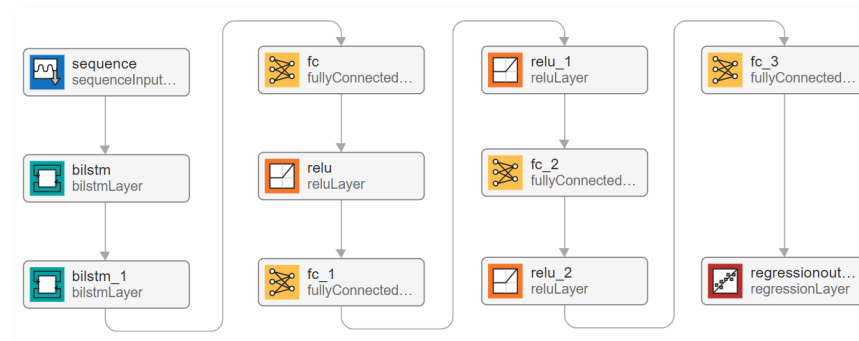 sequence
sequenceInput...
bilstm
bilstmLayer
bilstm_1
bilstmLayer
fc
fullyConnected...
relu
reluLayer
fc_1
fullyConnected...
relu_1
reluLayer
fc_2
fullyConnected...
relu_2
reluLayer
fc_3
fullyConnected...
regressionout...
regressionLayer